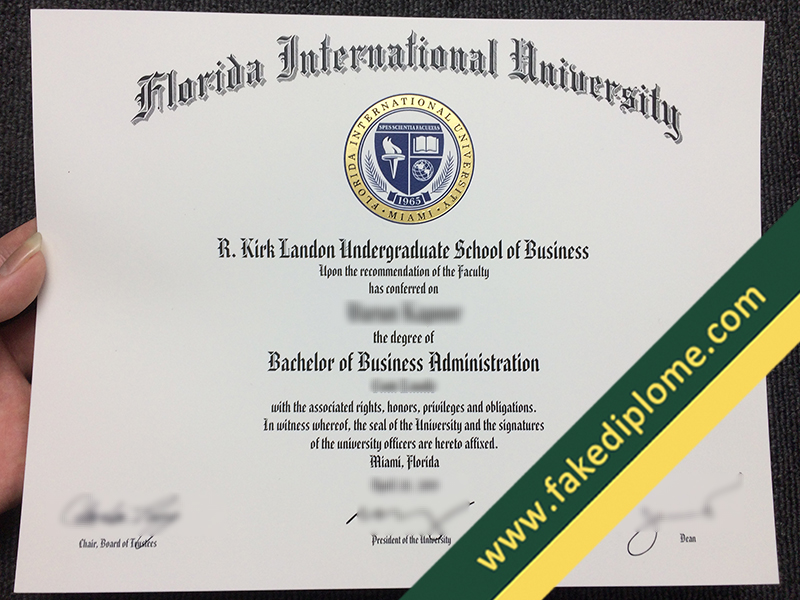 Florida International University
FLORIDA INTERNATIONAL UNIVERSITY
SPES SCIENTIA FACULTAS
1965
MIAMI
R. Kirk Landon Undergraduate School of Business
Upon the recommendation of the Faculty
has conferred on
the degree of
Bachelor of Business Administration
with the associated rights, honors, privileges and obligations.
In witness whereof, the seal of the University and the signatures
of the university officers are hereto affixed.
Miami, Florida
Chair, Board of Trustees
President of the University
Dean
www.fakediplome.com